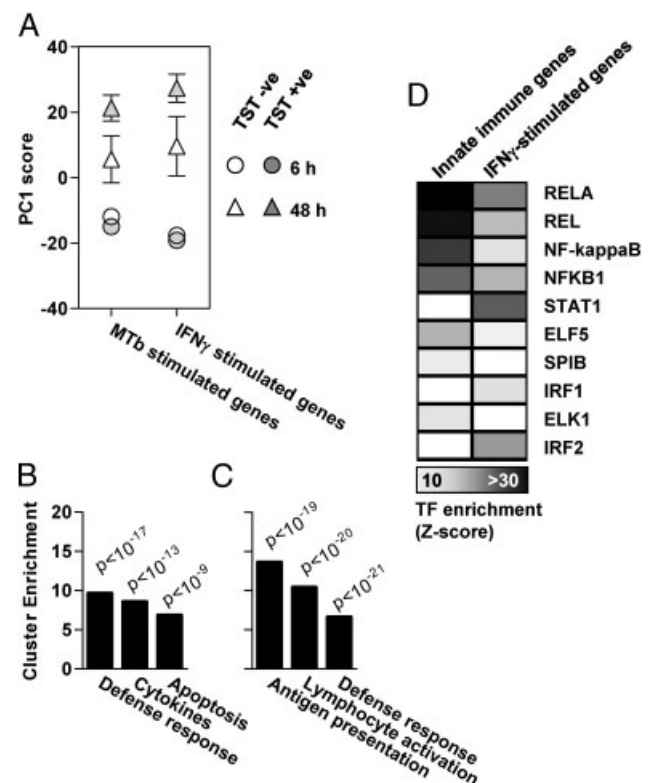 A
40
20
0
-20
-40
PC1 score
MTb stimulated genes
IFNγ stimulated genes
TST -ve
TST +ve
6 h
48 h
D
Innate immune genes
IFNγ-stimulated genes
RELA
REL
NF-kappaB
NFKB1
STAT1
ELF5
SPIB
IRF1
ELK1
IRF2
10 >30
TF enrichment
(Z-score)
B
20
15
10
5
0
Cluster Enrichment
p<10⁻¹⁷
p<10⁻¹³
p<10⁻⁹
Defense response
Cytokines
Apoptosis
C
p<10⁻¹⁹
p<10⁻²⁰
p<10⁻²¹
Antigen presentation
Lymphocyte activation
Defense response